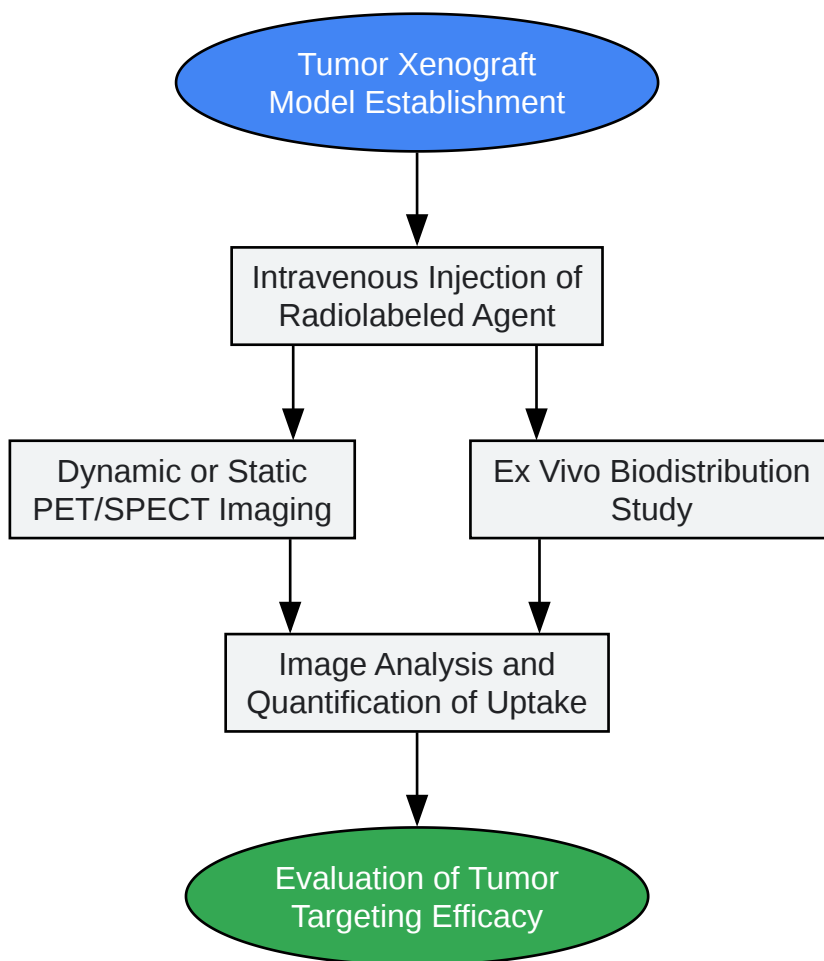 Tumor Xenograft
Model Establishment
Intravenous Injection of
Radiolabeled Agent
Dynamic or Static
PET/SPECT Imaging
Ex Vivo Biodistribution
Study
Image Analysis and
Quantification of Uptake
Evaluation of Tumor
Targeting Efficacy